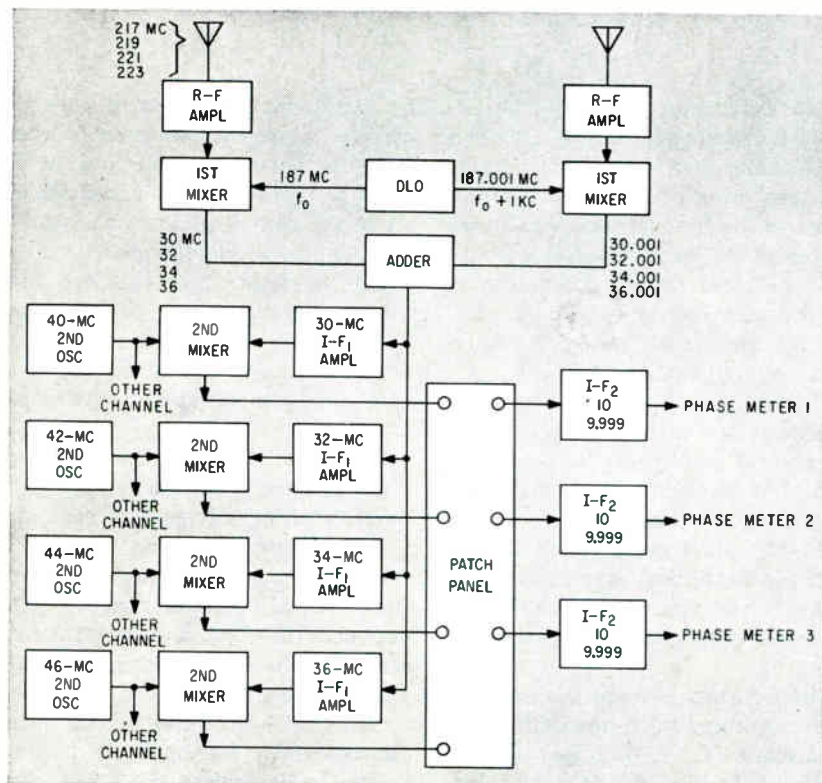 217 MC
219
221
223
R-F
AMPL
R-F
AMPL
1ST
MIXER
187 MC
f₀
DLO
187.001 MC
f₀ + 1 KC
1ST
MIXER
30 MC
32
34
36
ADDER
30.001
32.001
34.001
36.001
40-MC
2ND
OSC
2ND
MIXER
30-MC
I-F₁
AMPL
OTHER
CHANNEL
I-F₂
10
9.999
PHASE METER 1
42-MC
2ND
OSC
2ND
MIXER
32-MC
I-F₁
AMPL
OTHER
CHANNEL
I-F₂
10
9.999
PHASE METER 2
44-MC
2ND
OSC
2ND
MIXER
34-MC
I-F₁
AMPL
OTHER
CHANNEL
PATCH
PANEL
I-F₂
10
9.999
PHASE METER 3
46-MC
2ND
OSC
2ND
MIXER
36-MC
I-F₁
AMPL
OTHER
CHANNEL